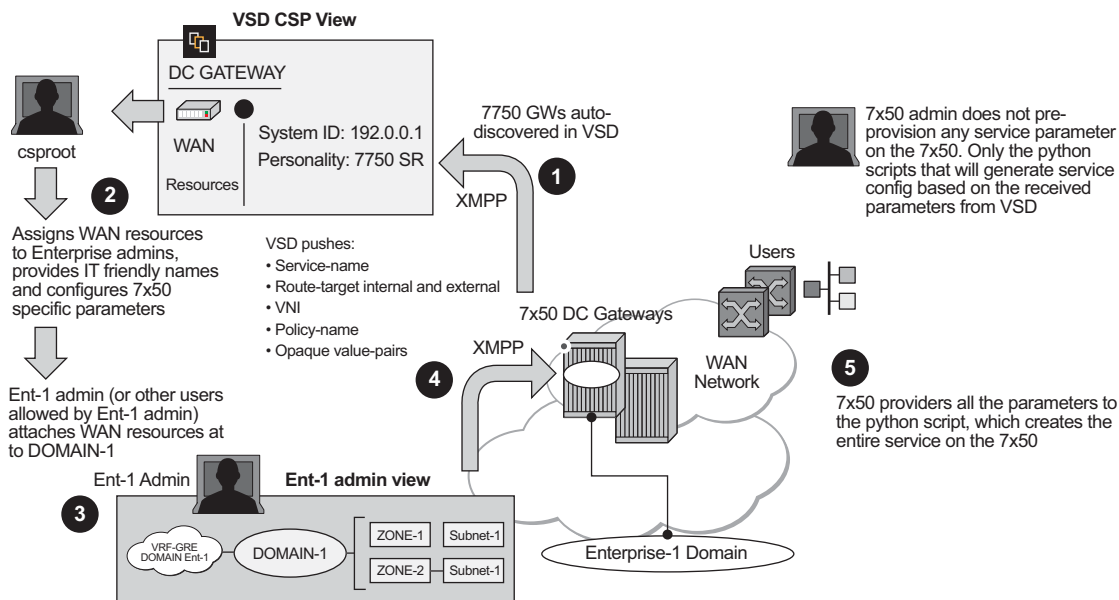 VSD CSP View
DC GATEWAY
WAN
Resources
System ID: 192.0.0.1
Personality: 7750 SR
csproot
2
Assigns WAN resources
to Enterprise admins,
provides IT friendly names
and configures 7x50
specific parameters
Ent-1 admin (or other users
allowed by Ent-1 admin)
attaches WAN resources at
to DOMAIN-1
7750 GWs auto-
discovered in VSD
1
XMPP
VSD pushes:
• Service-name
• Route-target internal and external
• VNI
• Policy-name
• Opaque value-pairs
7x50 admin does not pre-
provision any service parameter
on the 7x50. Only the python
scripts that will generate service
config based on the received
parameters from VSD
Users
7x50 DC Gateways
XMPP
4
WAN
Network
5
7x50 providers all the parameters to
the python script, which creates the
entire service on the 7x50
Ent-1 Admin
Ent-1 admin view
3
VRF-GRE
DOMAIN Ent-1
DOMAIN-1
ZONE-1
Subnet-1
ZONE-2
Subnet-1
Enterprise-1 Domain